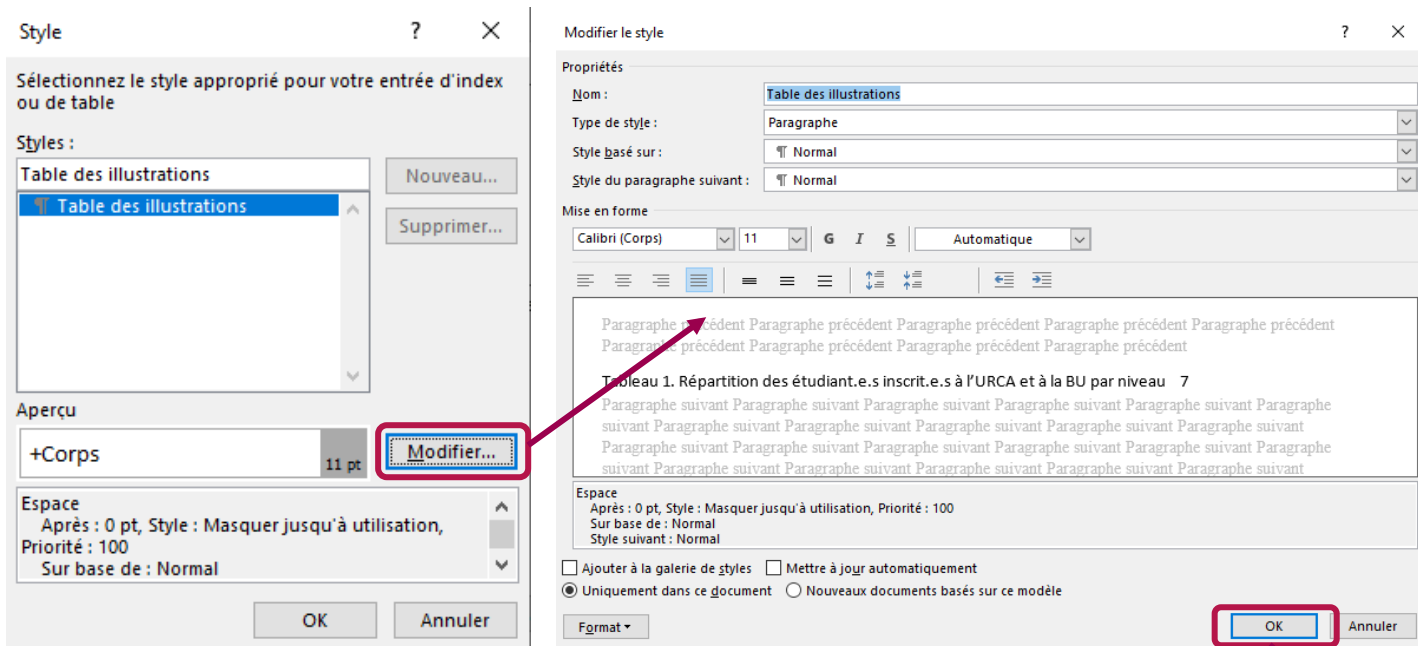 Style
?
Sélectionnez le style approprié pour votre entrée d'index
ou de table
Styles :
Table des illustrations
Nouveau...
¶ Table des illustrations
Supprimer...
Aperçu
+Corps
11 pt
Modifier...
Espace
Après : 0 pt, Style : Masquer jusqu'à utilisation,
Priorité : 100
Sur base de : Normal
OK
Annuler
Modifier le style
?
Propriétés
Nom :
Table des illustrations
Type de style :
Paragraphe
Style basé sur :
¶ Normal
Style du paragraphe suivant :
¶ Normal
Mise en forme
Calibri (Corps)
11
G I S
Automatique
Paragraphe précédent Paragraphe précédent Paragraphe précédent Paragraphe précédent Paragraphe précédent
Paragraphe précédent Paragraphe précédent Paragraphe précédent Paragraphe précédent
Tableau 1. Répartition des étudiant.e.s inscrit.e.s à l'URCA et à la BU par niveau 7
Paragraphe suivant Paragraphe suivant Paragraphe suivant Paragraphe suivant Paragraphe suivant Paragraphe
suivant Paragraphe suivant Paragraphe suivant Paragraphe suivant Paragraphe suivant Paragraphe suivant
Paragraphe suivant Paragraphe suivant Paragraphe suivant Paragraphe suivant Paragraphe suivant Paragraphe
suivant Paragraphe suivant Paragraphe suivant Paragraphe suivant Paragraphe suivant Paragraphe suivant
Espace
Après : 0 pt, Style : Masquer jusqu'à utilisation, Priorité : 100
Sur base de : Normal
Style suivant : Normal
Ajouter à la galerie de styles
Mettre à jour automatiquement
Uniquement dans ce document
Nouveaux documents basés sur ce modèle
Format
OK
Annuler